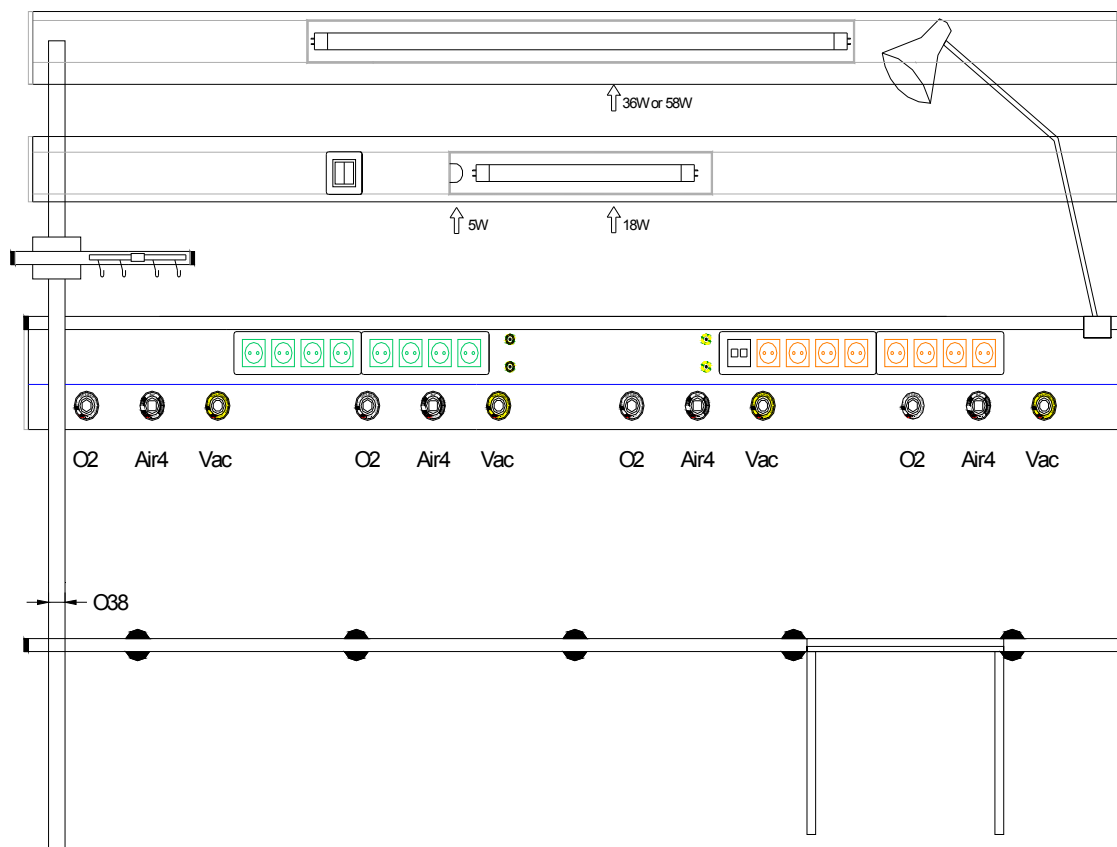 36W or 58W
5W
18W
O2 Air4 Vac O2 Air4 Vac O2 Air4 Vac O2 Air4 Vac
O38